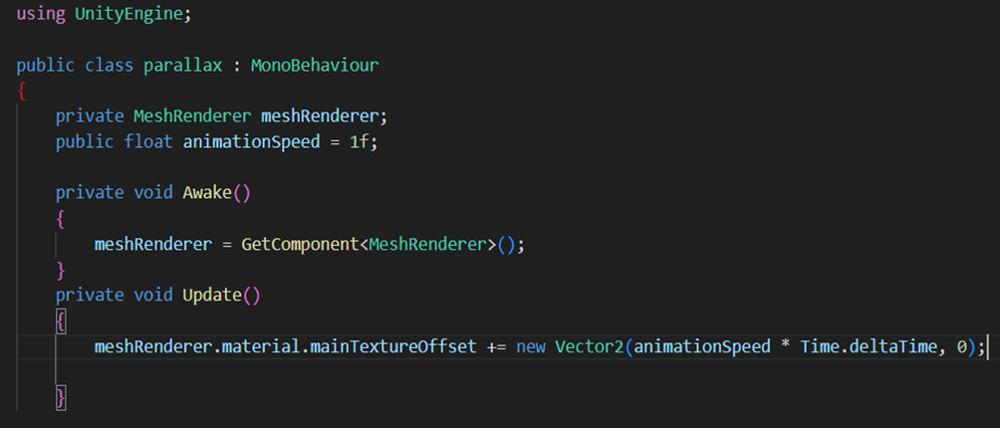 using UnityEngine;
public class parallax : MonoBehaviour
{
private MeshRenderer meshRenderer;
public float animationSpeed = 1f;
private void Awake()
{
meshRenderer = GetComponent<MeshRenderer>();
}
private void Update()
{
meshRenderer.material.mainTextureOffset += new Vector2(animationSpeed * Time.deltaTime, 0);
}